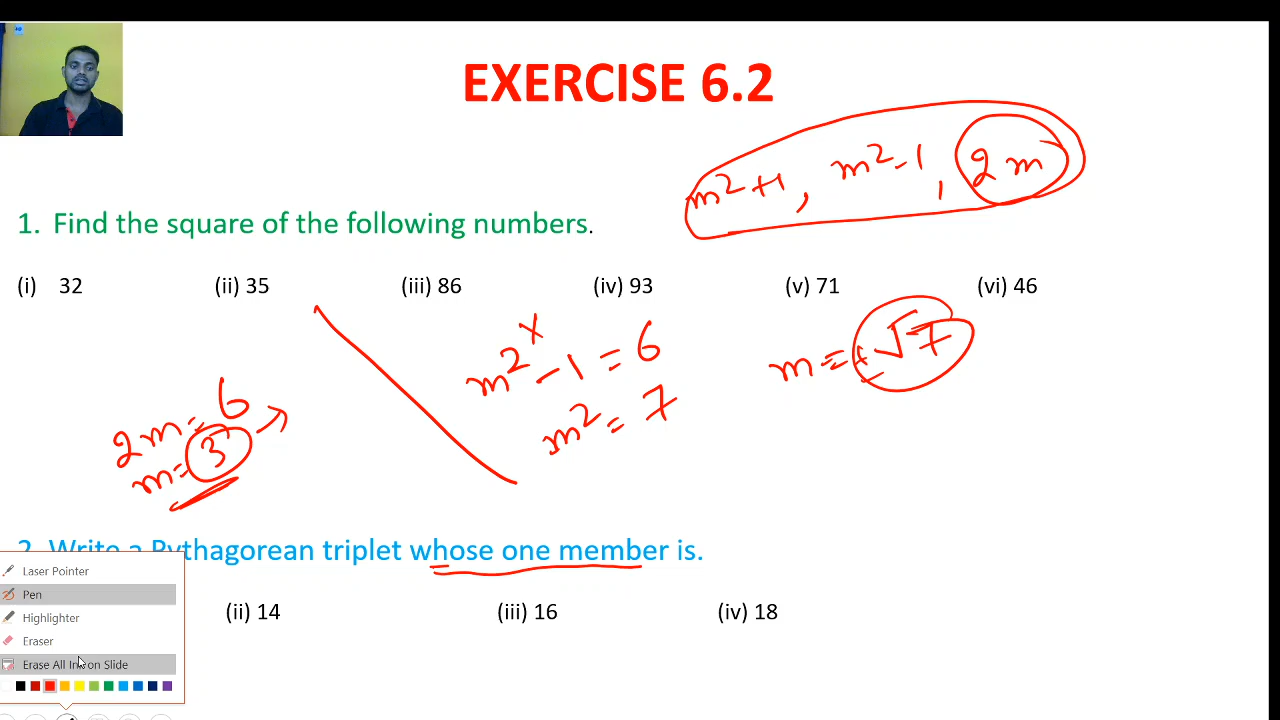 EXERCISE 6.2
m²+1, m²-1, 2m
1. Find the square of the following numbers.
(i) 32 (ii) 35 (iii) 86 (iv) 93 (v) 71 (vi) 46
m² - 1 = 6
m = ±√7
m² = 7
2m = 6
m = 3
2. Write a Pythagorean triplet whose one member is.
Laser Pointer
Pen
(ii) 14 (iii) 16 (iv) 18
Highlighter
Eraser
Erase All Ink on Slide